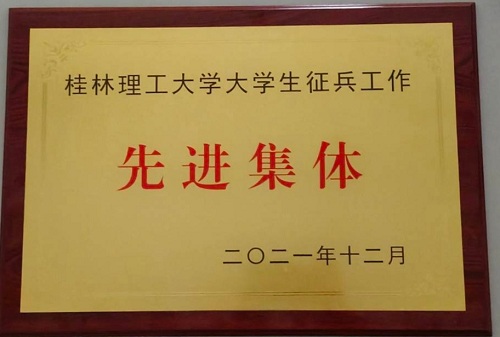 桂林理工大学大学生征兵工作
先进集体
二〇二一年十二月